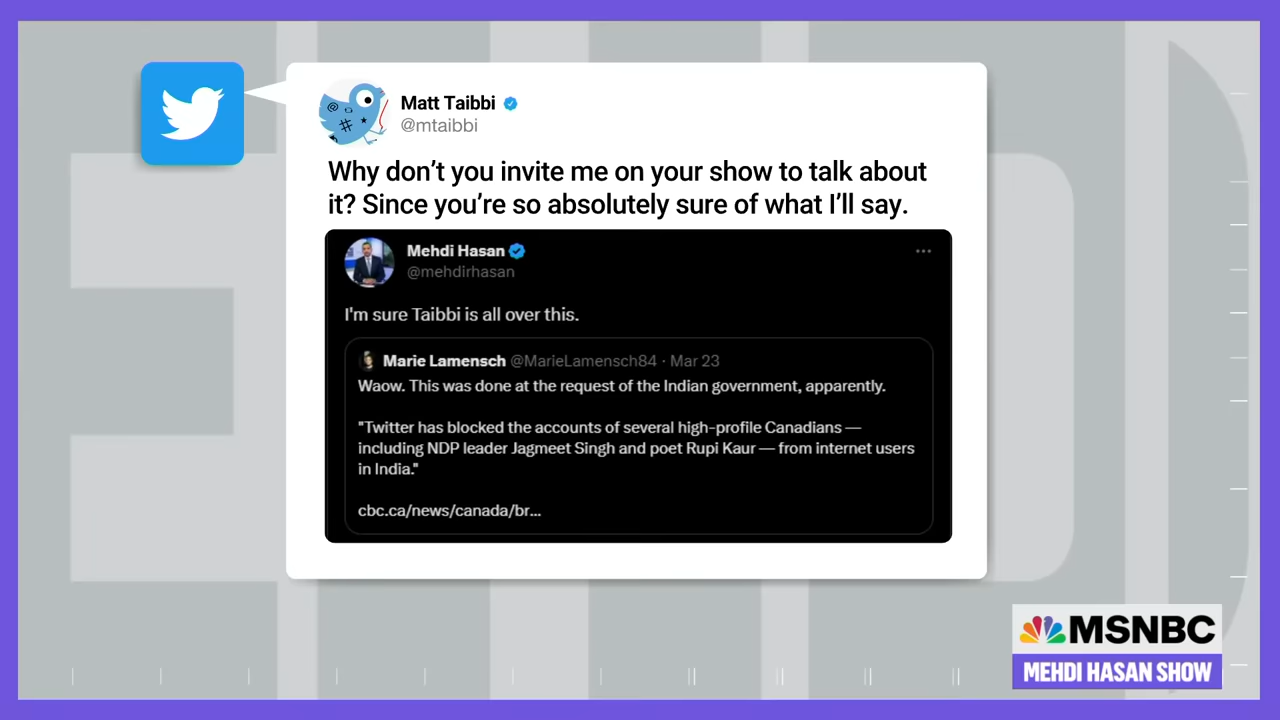 Matt Taibbi
@mtaibbi
Why don’t you invite me on your show to talk about
it? Since you’re so absolutely sure of what I’ll say.
Mehdi Hasan
@mehdirhasan
I'm sure Taibbi is all over this.
Marie Lamensch @MarieLamensch84 · Mar 23
Waow. This was done at the request of the Indian government, apparently.
"Twitter has blocked the accounts of several high-profile Canadians —
including NDP leader Jagmeet Singh and poet Rupi Kaur — from internet users
in India."
cbc.ca/news/canada/br...
MSNBC
MEHDI HASAN SHOW